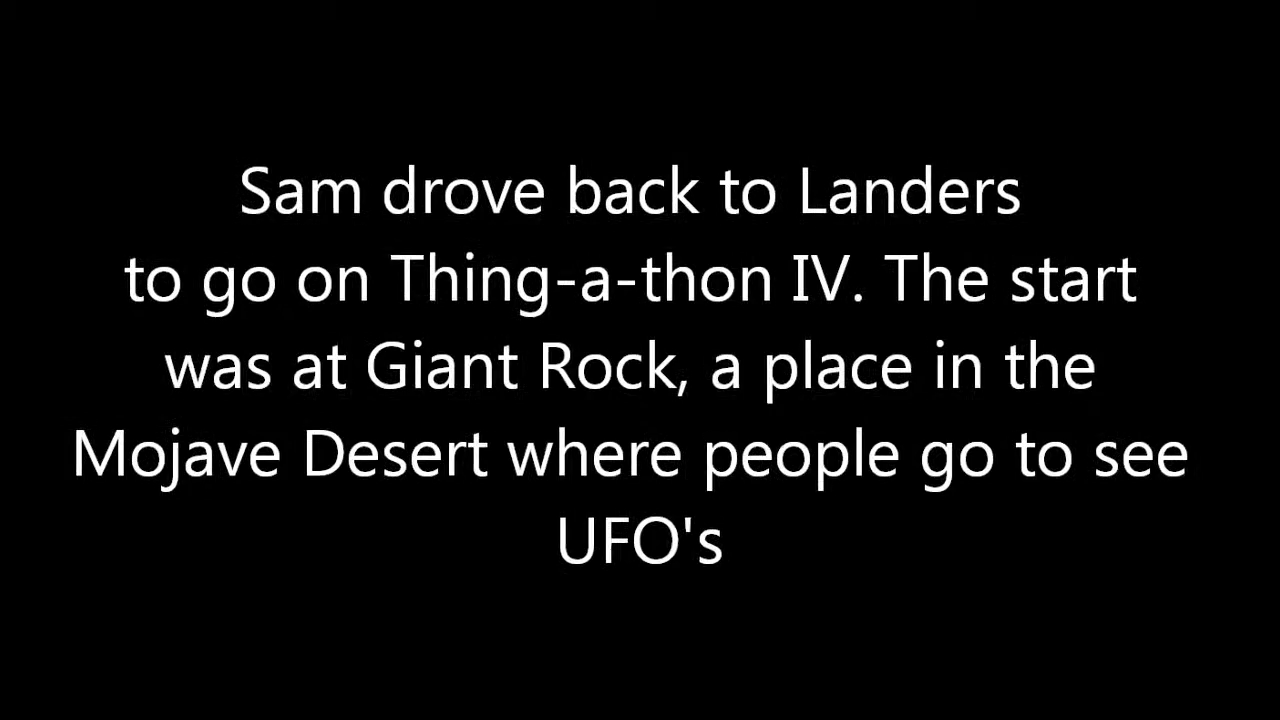 Sam drove back to Landers
to go on Thing-a-thon IV. The start
was at Giant Rock, a place in the
Mojave Desert where people go to see
UFO's